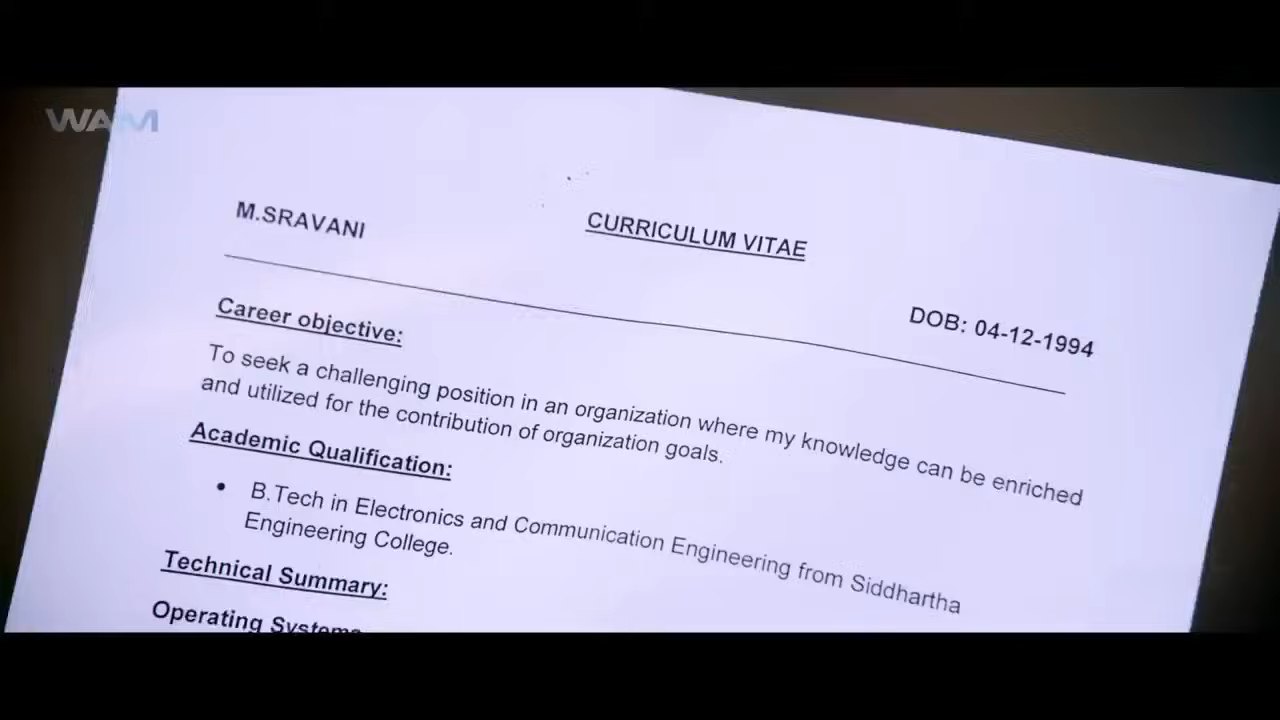 WAM
M.SRAVANI
CURRICULUM VITAE
DOB: 04-12-1994
Career objective:
To seek a challenging position in an organization where my knowledge can be enriched
and utilized for the contribution of organization goals.
Academic Qualification:
• B.Tech in Electronics and Communication Engineering from Siddhartha
Engineering College.
Technical Summary:
Operating Systems